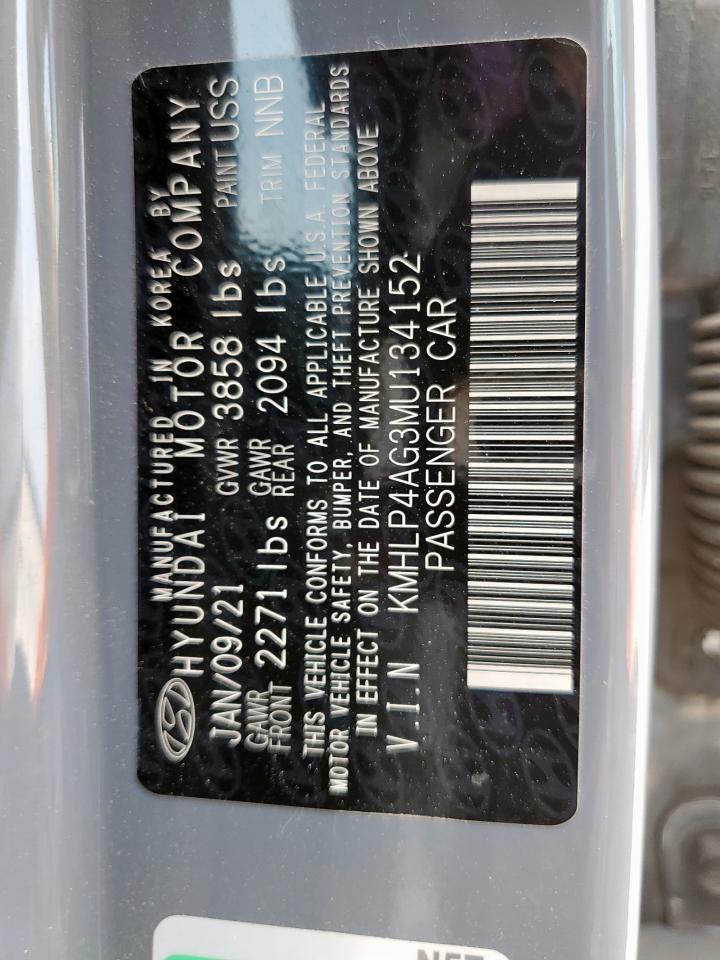 MANUFACTURED IN KOREA BY
HYUNDAI MOTOR COMPANY
JAN/09/21 GVWR 3858 lbs PAINT USS
GAWR FRONT 2271 lbs GAWR REAR 2094 lbs TRIM NNB
THIS VEHICLE CONFORMS TO ALL APPLICABLE U.S.A. FEDERAL
MOTOR VEHICLE SAFETY, BUMPER, AND THEFT PREVENTION STANDARDS
IN EFFECT ON THE DATE OF MANUFACTURE SHOWN ABOVE
V.I.N KMHLP4AG3MU134152
PASSENGER CAR